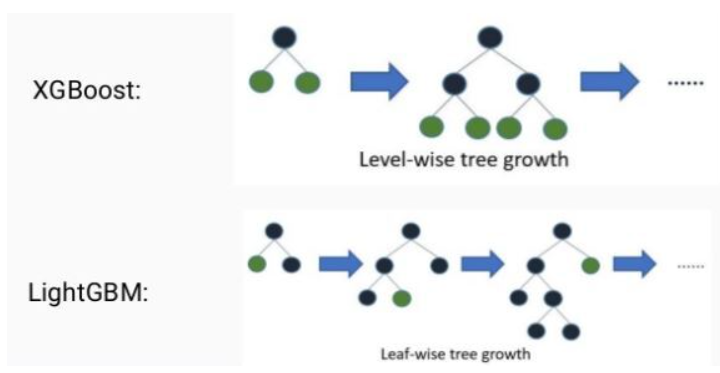 XGBoost:
......
Level-wise tree growth
LightGBM:
......
Leaf-wise tree growth